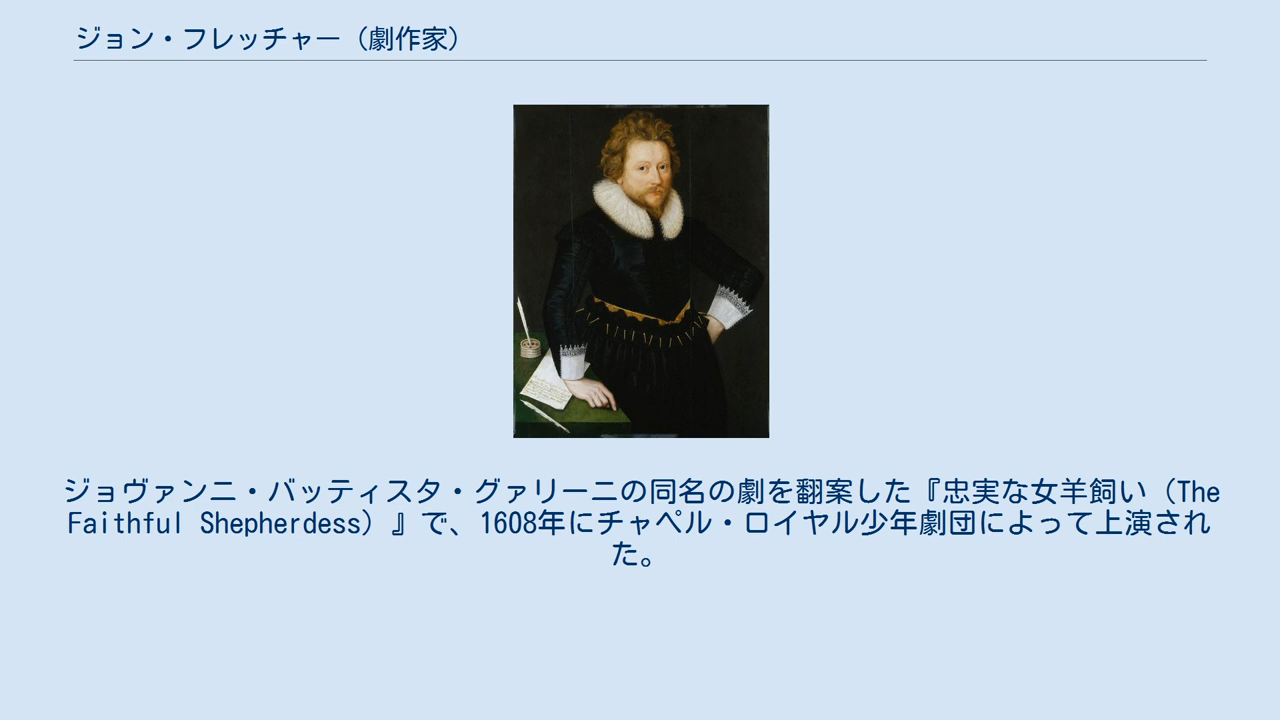 ジョン・フレッチャー（劇作家）
ジョヴァンニ・バッティスタ・グァリーニの同名の劇を翻案した『忠実な女羊飼い（The
Faithful Shepherdess）』で、1608年にチャペル・ロイヤル少年劇団によって上演され
た。